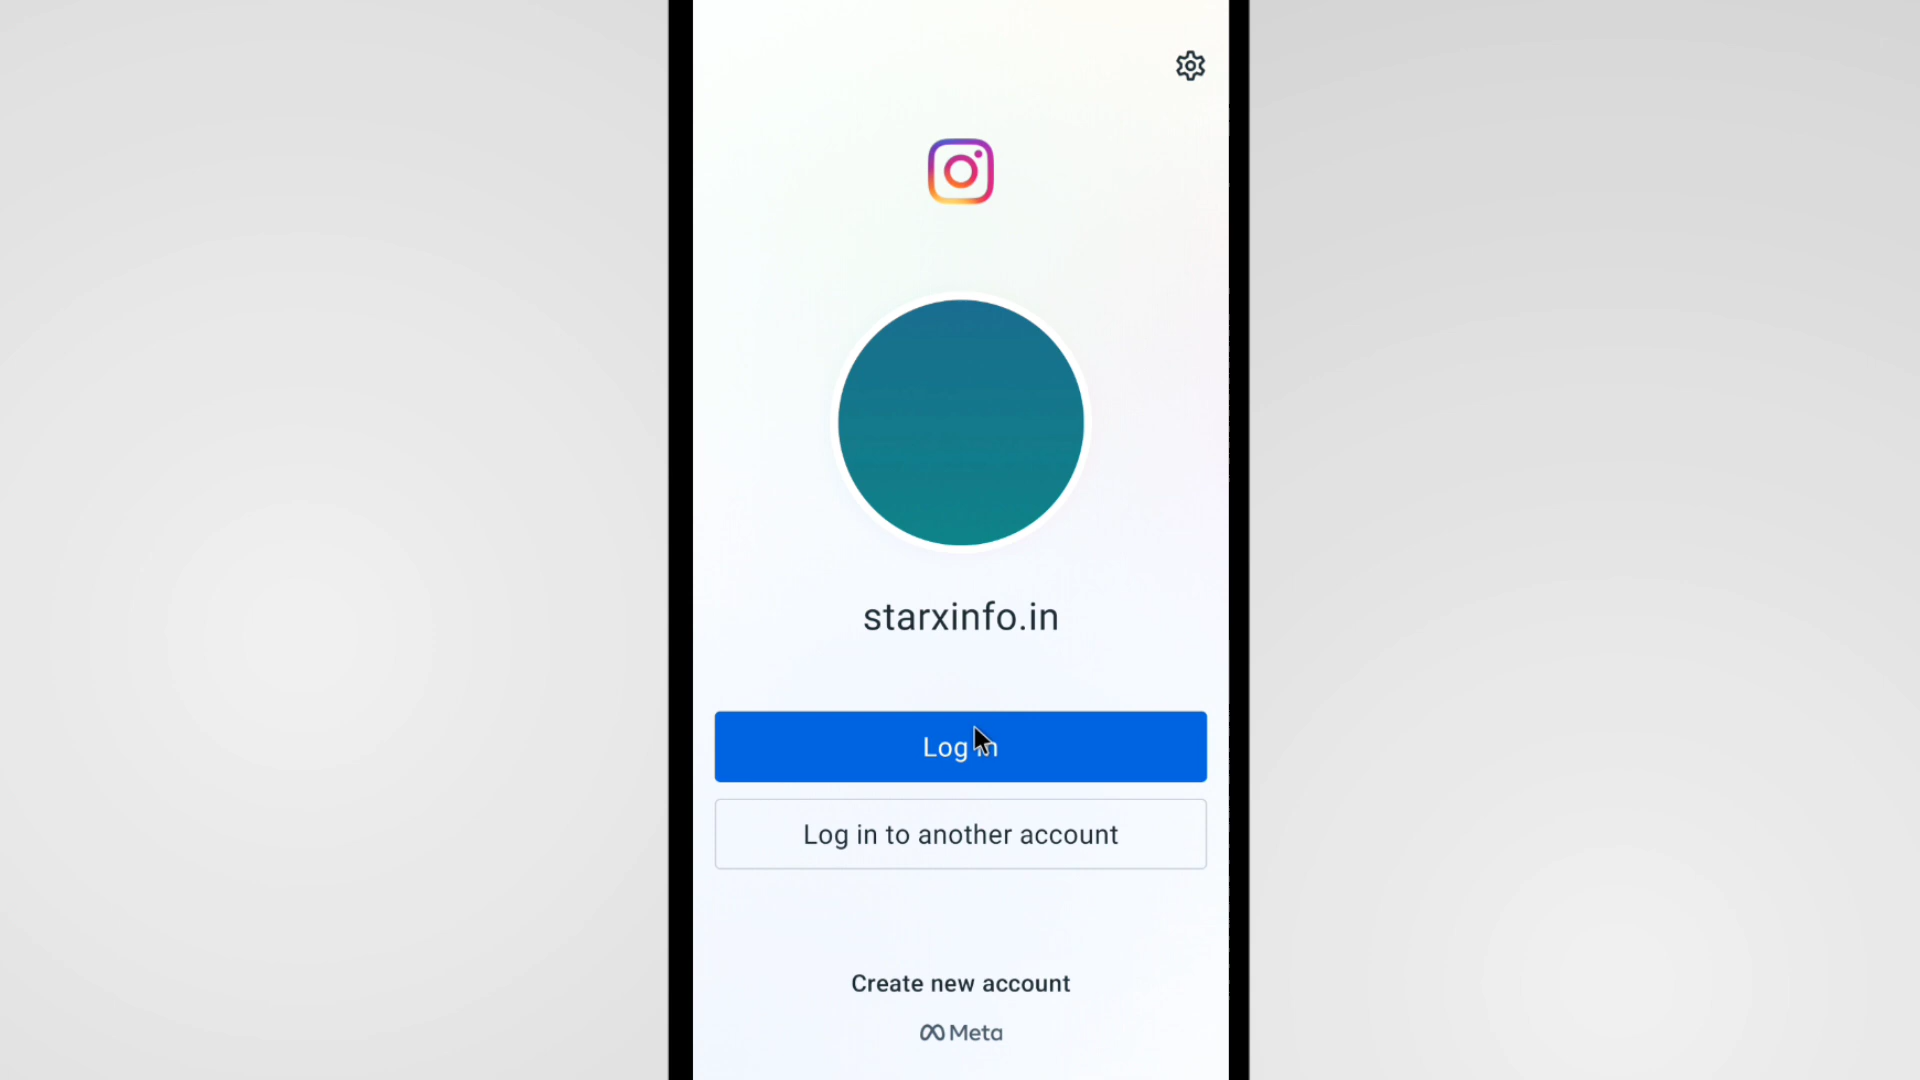 starxinfo.in
Log in
Log in to another account
Create new account
Meta